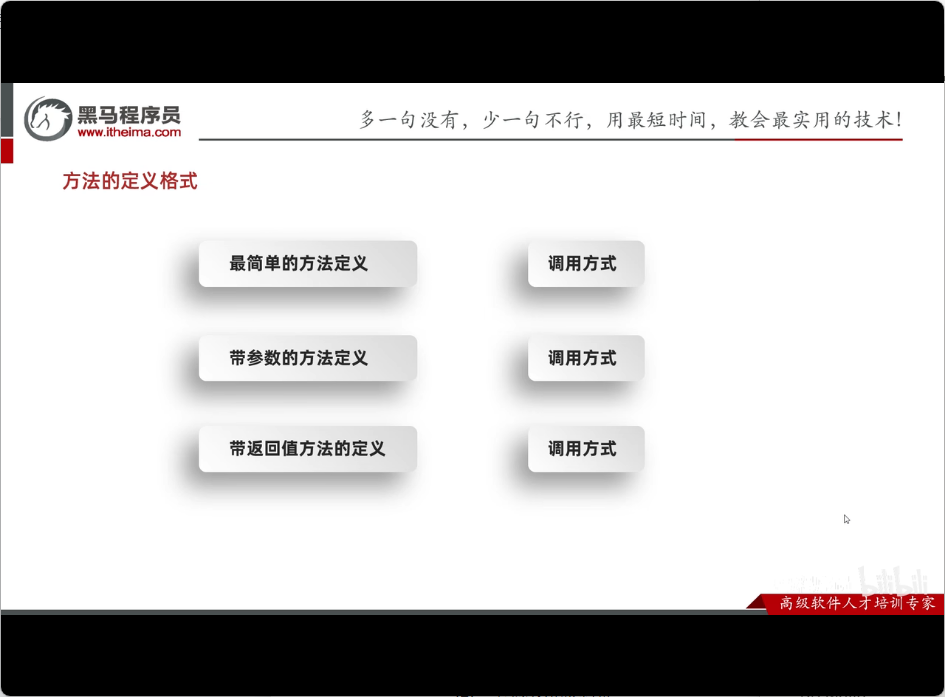 黑马程序员
www.itheima.com
多一句没有，少一句不行，用最短时间，教会最实用的技术！
方法的定义格式
最简单的方法定义
调用方式
带参数的方法定义
调用方式
带返回值方法的定义
调用方式
bilibili
高级软件人才培训专家